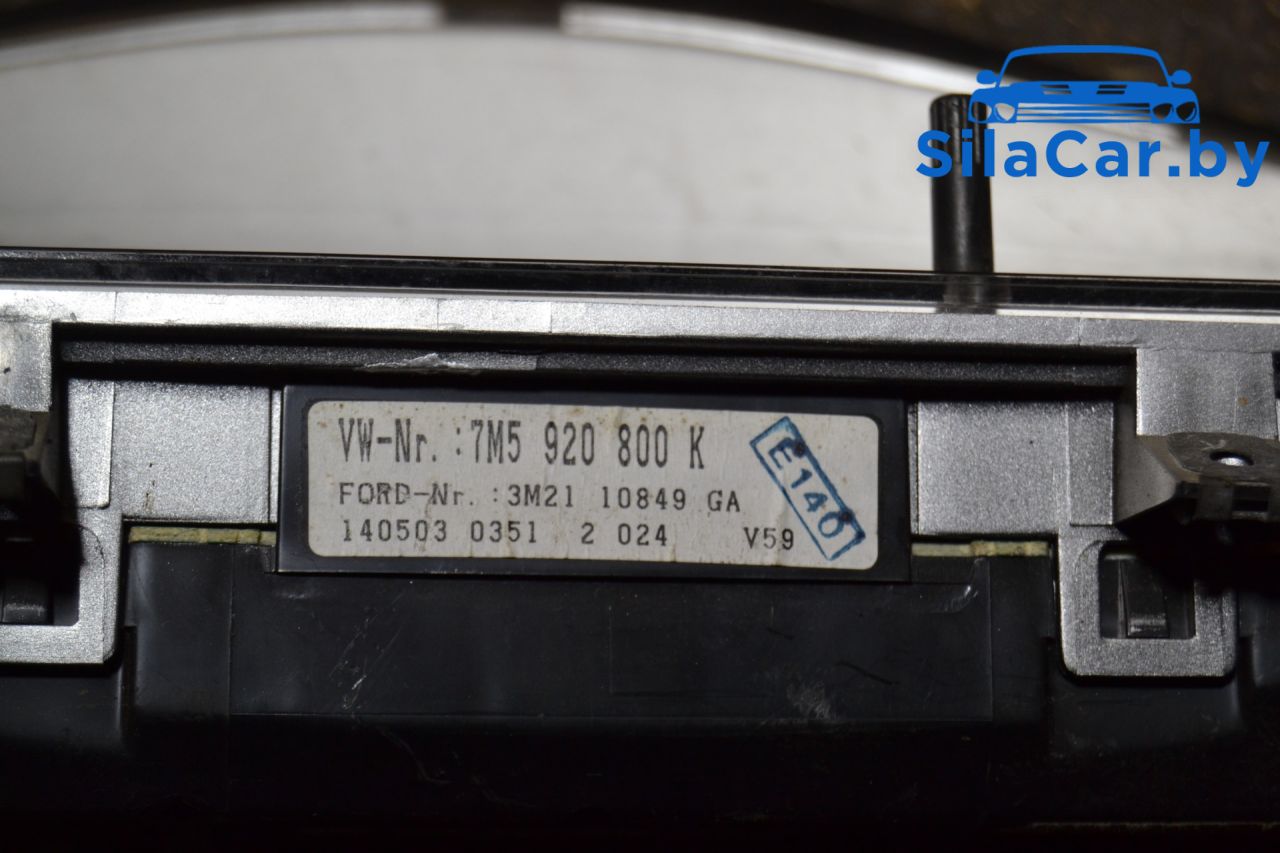 SilaCar.by
VW-Nr. :7M5 920 800 K
FORD-Nr. :3M21 10849 GA
140503 0351 2 024 V59
E140